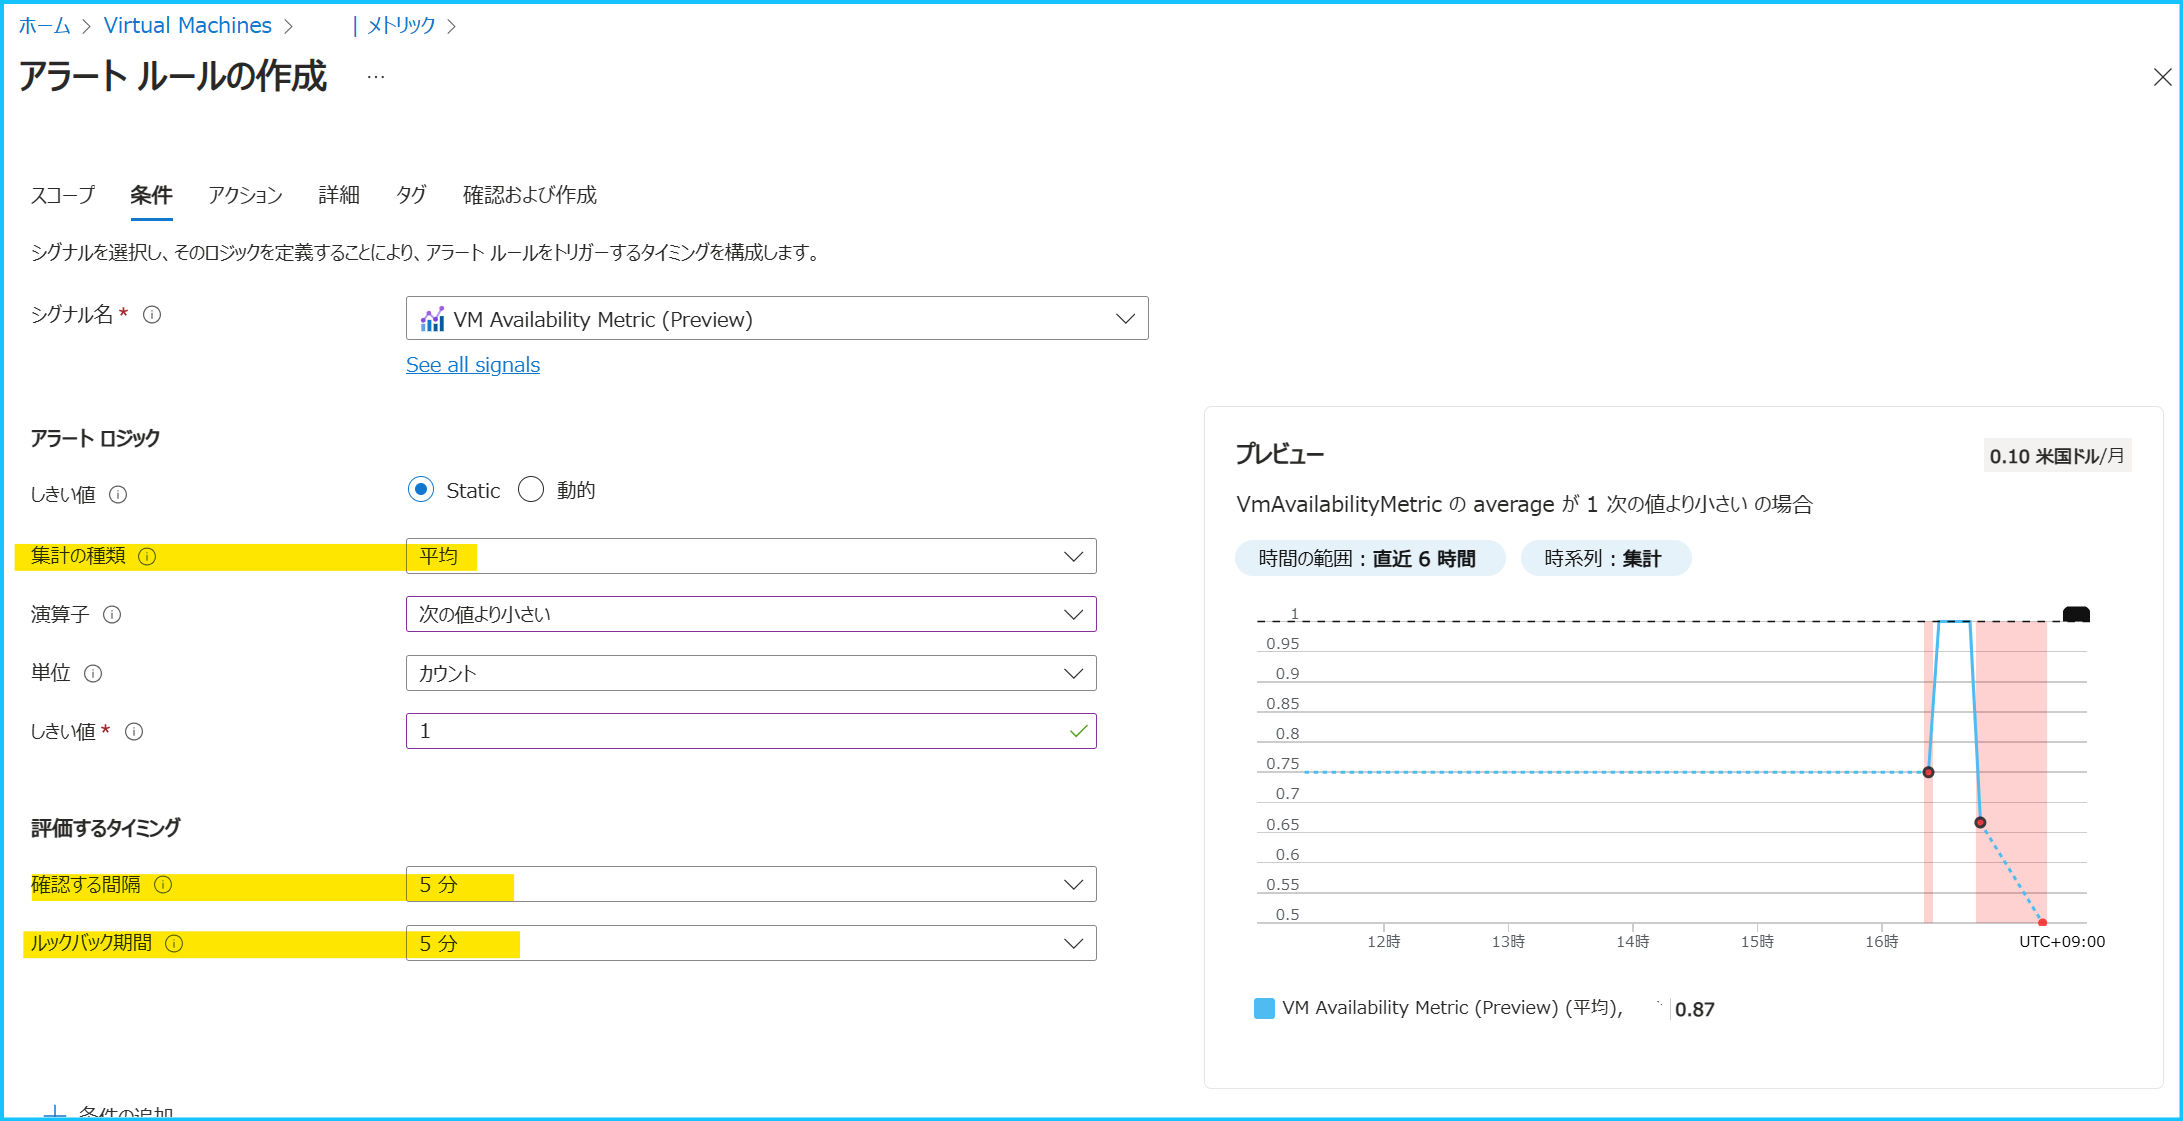 ホーム > Virtual Machines > | メトリック >
アラート ルールの作成 …
スコープ 条件 アクション 詳細 タグ 確認および作成
シグナルを選択し、そのロジックを定義することにより、アラート ルールをトリガーするタイミングを構成します。
シグナル名 * VM Availability Metric (Preview)
See all signals
アラート ロジック
しきい値 Static 動的
集計の種類 平均
演算子 次の値より小さい
単位 カウント
しきい値 * 1
評価するタイミング
確認する間隔 5 分
ルックバック期間 5 分
条件の追加
プレビュー 0.10 米国ドル/月
VmAvailabilityMetric の average が 1 次の値より小さい の場合
時間の範囲 : 直近 6 時間 時系列 : 集計
1
0.95
0.9
0.85
0.8
0.75
0.7
0.65
0.6
0.55
0.5
12時 13時 14時 15時 16時 UTC+09:00
VM Availability Metric (Preview) (平均), 0.87